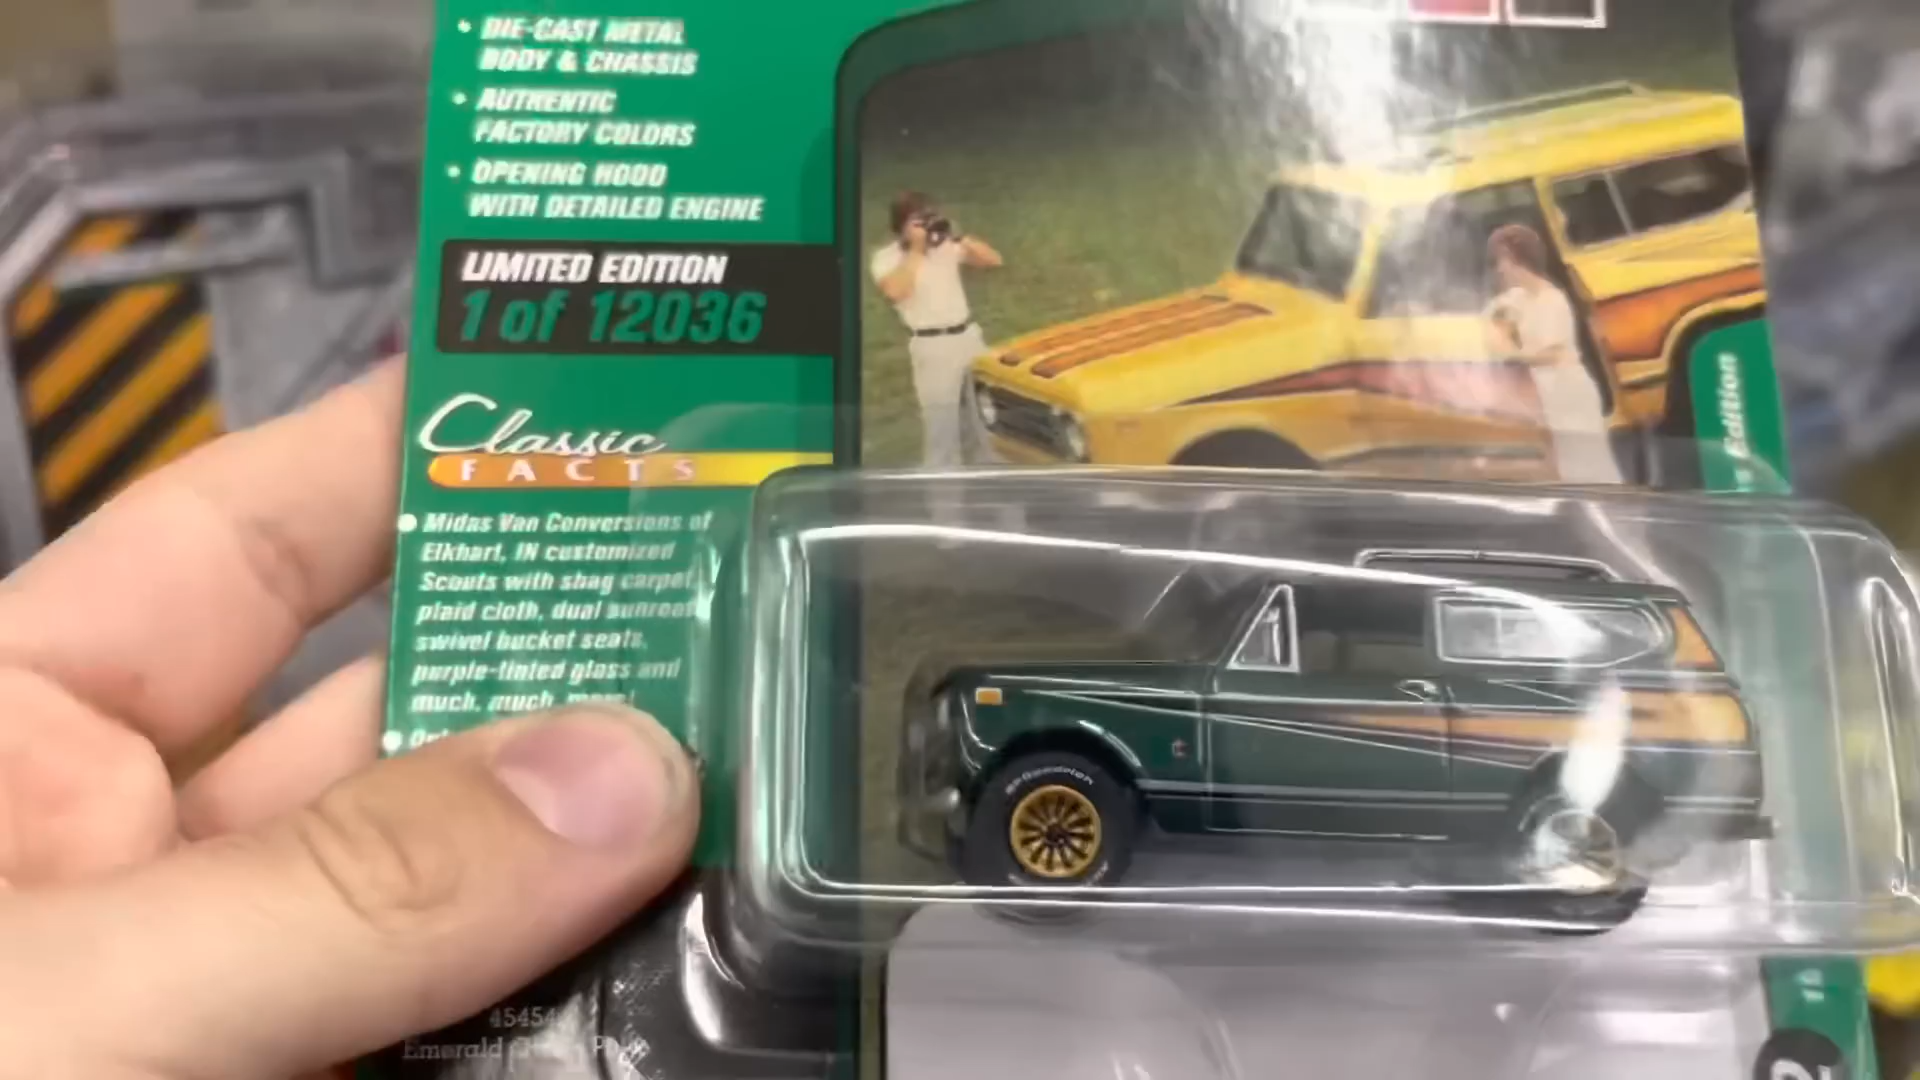 • DIE-CAST METAL
BODY & CHASSIS
• AUTHENTIC
FACTORY COLORS
• OPENING HOOD
WITH DETAILED ENGINE
LIMITED EDITION
1 of 12036
Classic
FACTS
Midas Van Conversions of
Elkhart, IN customized
Scouts with shag carpet,
plaid cloth, dual sunroof
swivel bucket seats,
purple-tinted glass and
much, much, more!
Edition
Emerald